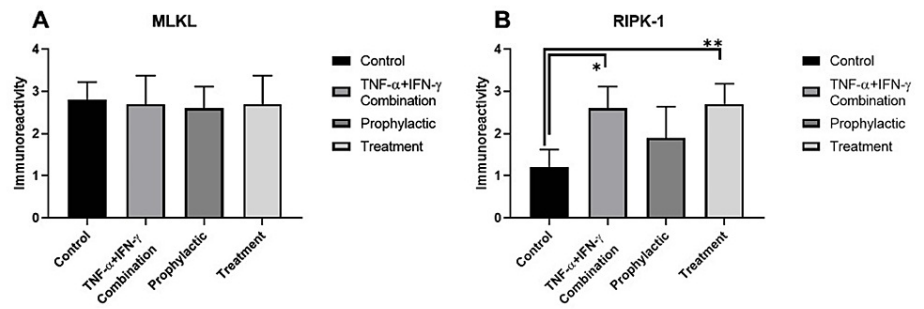 A
MLKL
Immunoreactivity
4
3
2
1
0
Control
TNF-α+IFN-γ
Combination
Prophylactic
Treatment
Control
TNF-α+IFN-γ
Combination
Prophylactic
Treatment
B
RIPK-1
Immunoreactivity
4
3
2
1
0
*
**
Control
TNF-α+IFN-γ
Combination
Prophylactic
Treatment
Control
TNF-α+IFN-γ
Combination
Prophylactic
Treatment